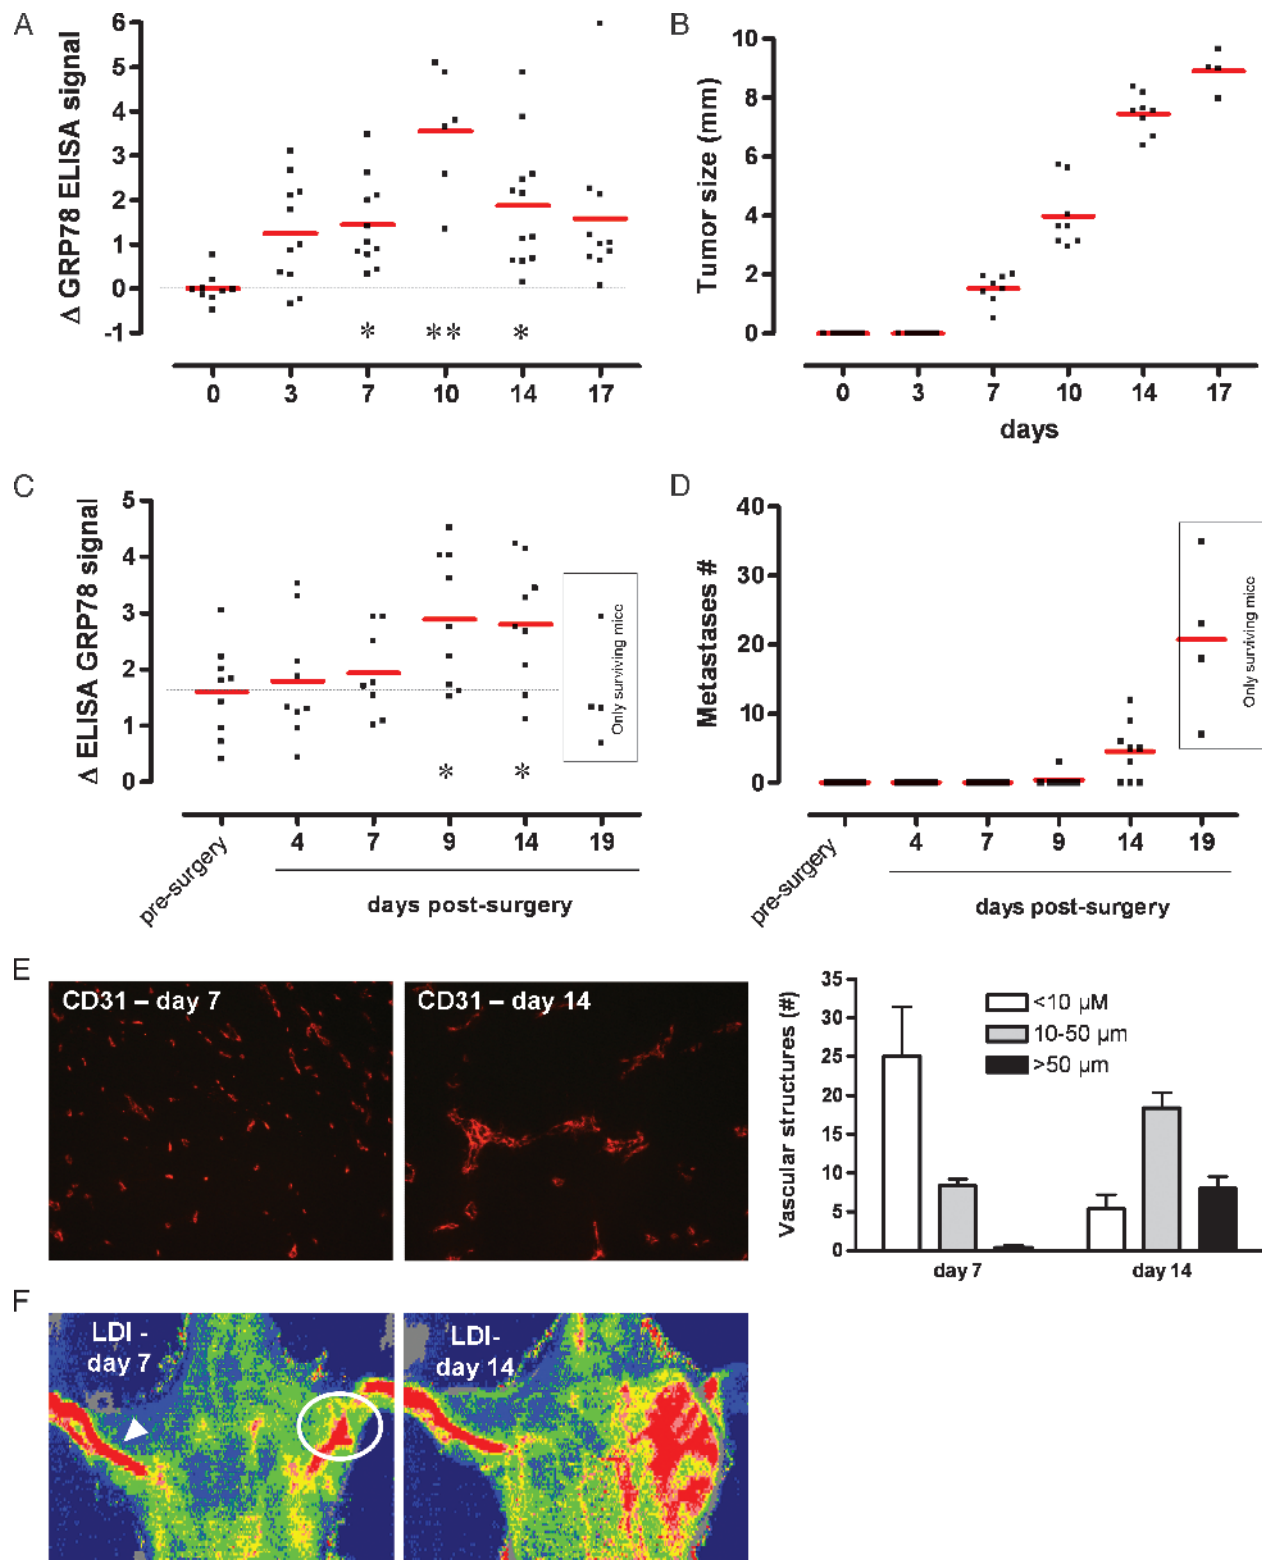 A
Δ GRP78 ELISA signal
6
5
4
3
2
1
0
-1
*
**
*
0 3 7 10 14 17
B
Tumor size (mm)
10
8
6
4
2
0
0 3 7 10 14 17
days
C
Δ ELISA GRP78 signal
5
4
3
2
1
0
*
*
Only surviving mice
pre-surgery 4 7 9 14 19
days post-surgery
D
Metastases #
40
30
20
10
0
Only surviving mice
pre-surgery 4 7 9 14 19
days post-surgery
E
CD31 – day 7
CD31 – day 14
Vascular structures (#)
35
30
25
20
15
10
5
0
<10 µM
10-50 µm
>50 µm
day 7 day 14
F
LDI -
day 7
LDI-
day 14